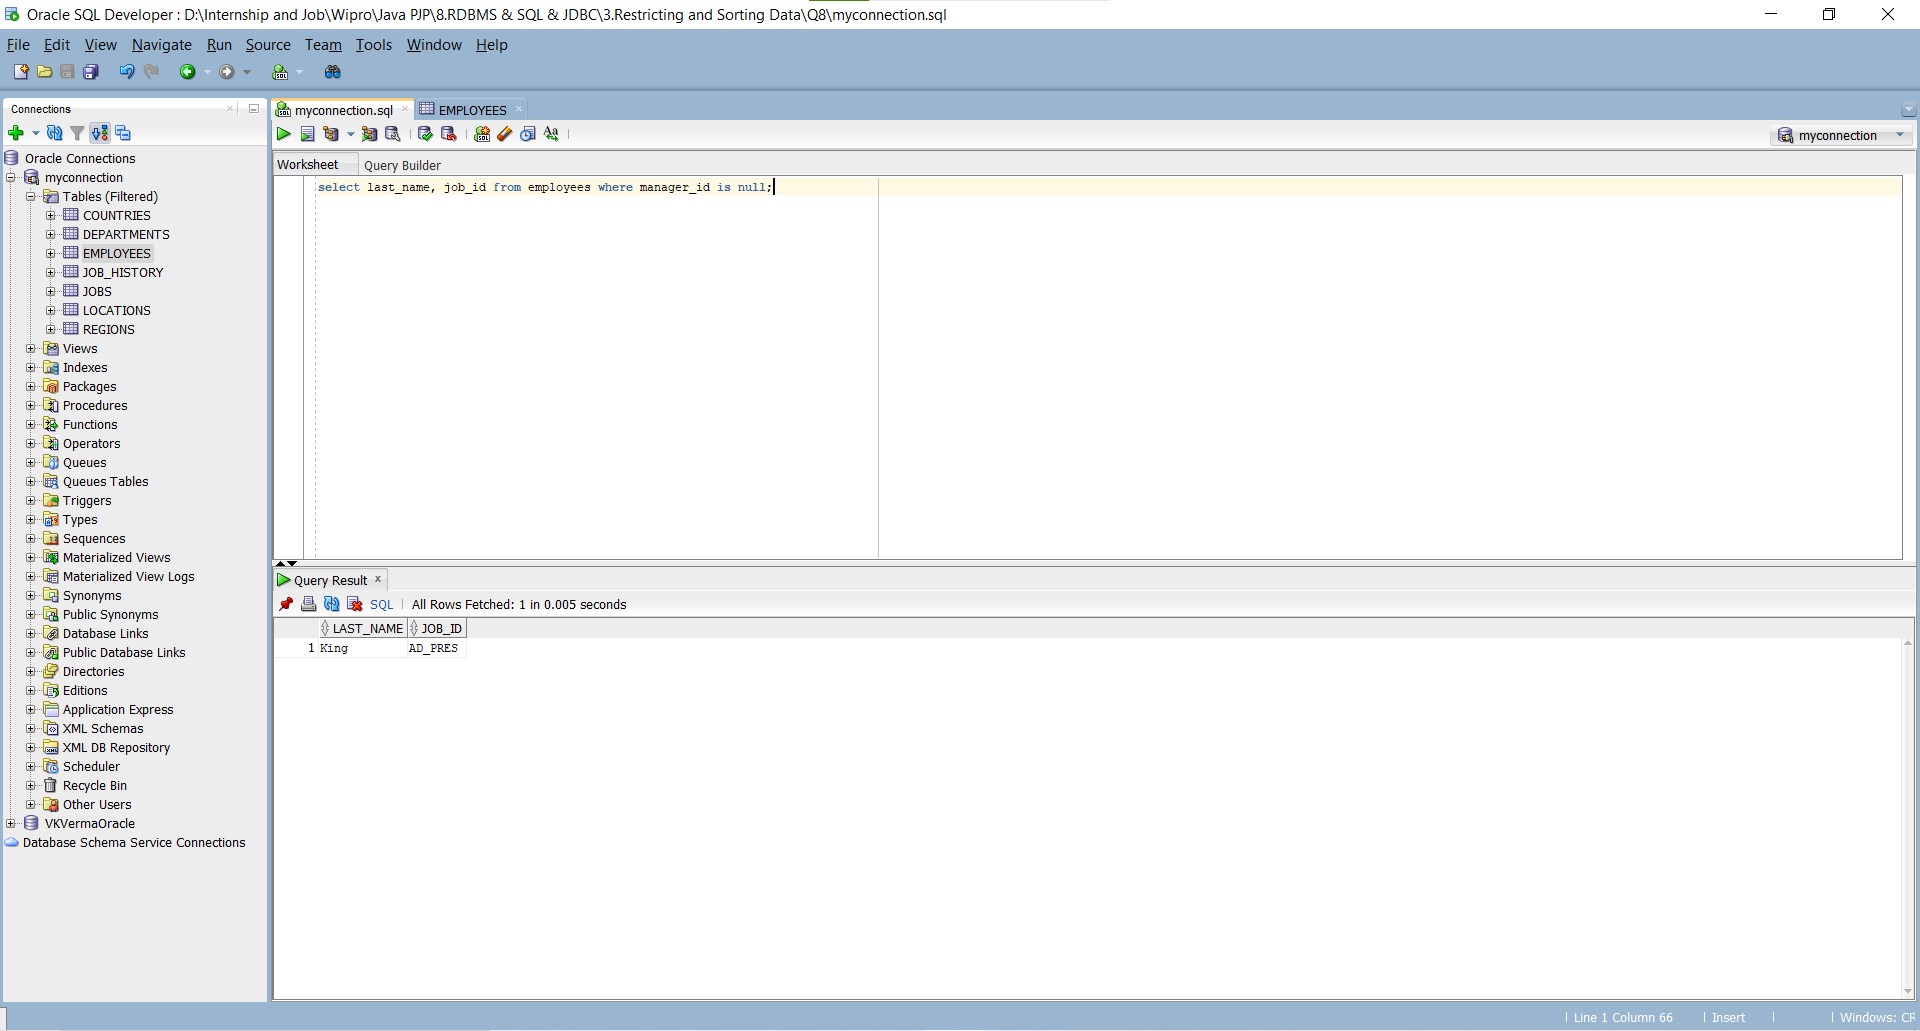 Oracle SQL Developer : D:\Internship and Job\Wipro\Java PJP\8.RDBMS & SQL & JDBC\3.Restricting and Sorting Data\Q8\myconnection.sql
File Edit View Navigate Run Source Team Tools Window Help
Connections
Oracle Connections
myconnection
Tables (Filtered)
COUNTRIES
DEPARTMENTS
EMPLOYEES
JOB_HISTORY
JOBS
LOCATIONS
REGIONS
Views
Indexes
Packages
Procedures
Functions
Operators
Queues
Queues Tables
Triggers
Types
Sequences
Materialized Views
Materialized View Logs
Synonyms
Public Synonyms
Database Links
Public Database Links
Directories
Editions
Application Express
XML Schemas
XML DB Repository
Scheduler
Recycle Bin
Other Users
VKVermaOracle
Database Schema Service Connections
myconnection.sql EMPLOYEES
myconnection
Worksheet Query Builder
select last_name, job_id from employees where manager_id is null;
Query Result
SQL | All Rows Fetched: 1 in 0.005 seconds
LAST_NAME JOB_ID
1 King AD_PRES
| Line 1 Column 66 | Insert | | Windows: CR